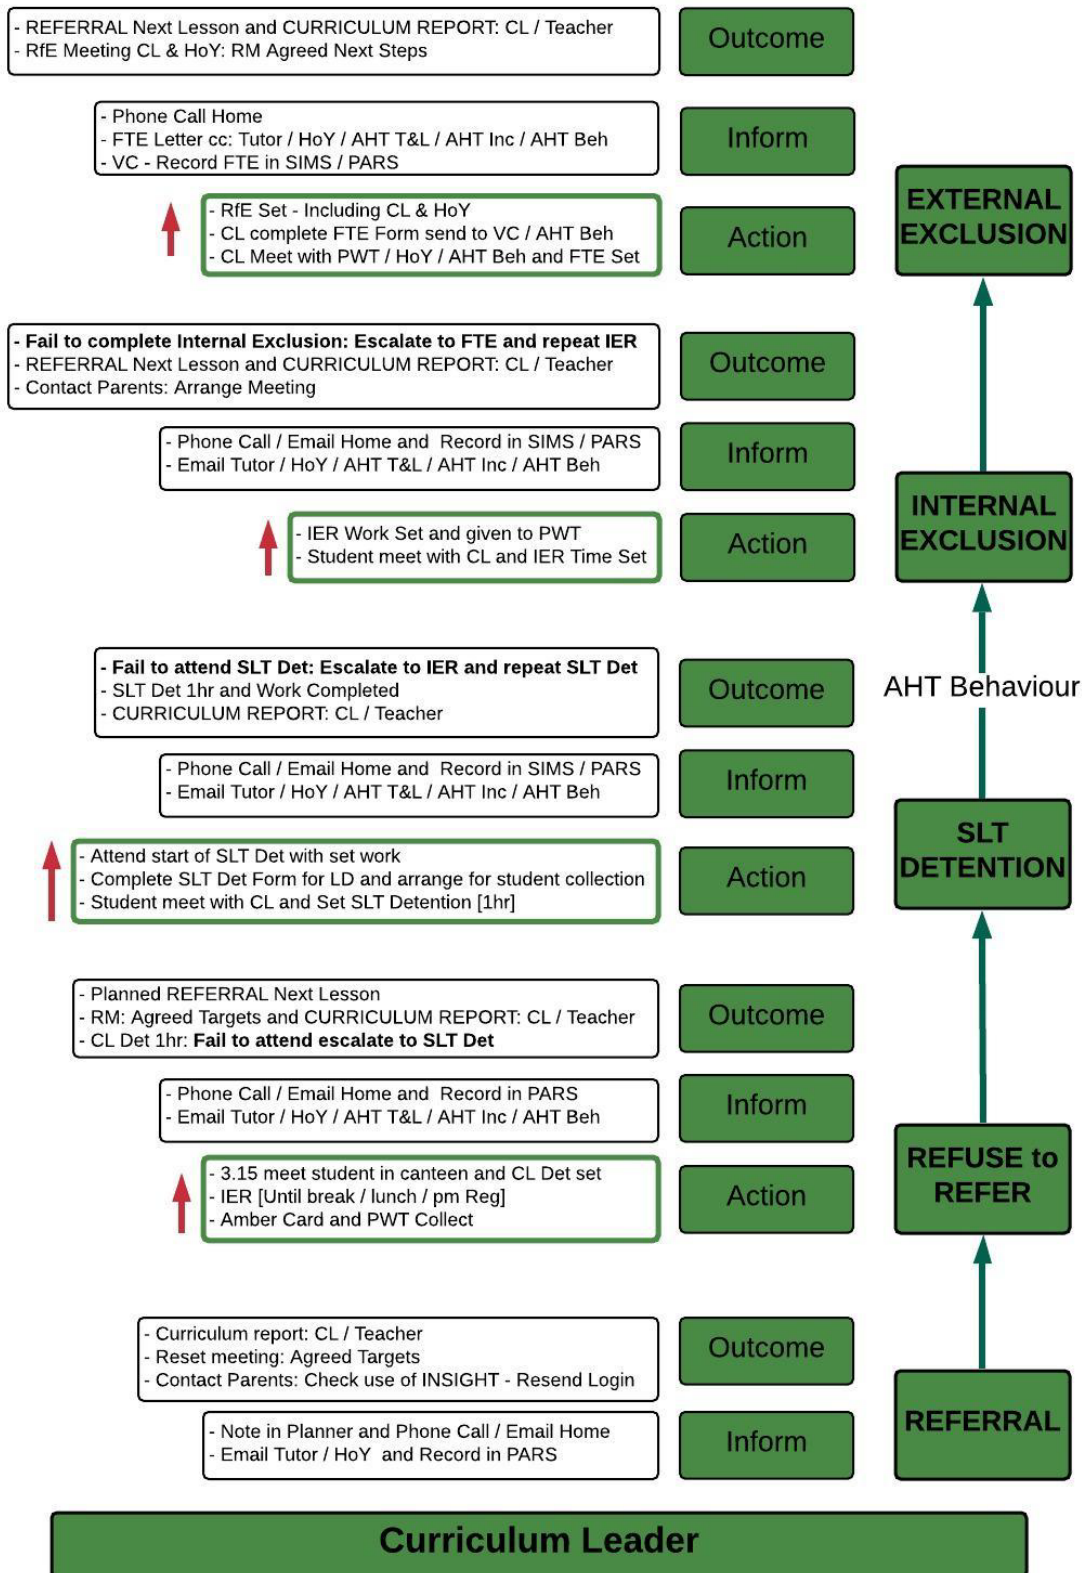 - REFERRAL Next Lesson and CURRICULUM REPORT: CL / Teacher
- RfE Meeting CL & HoY: RM Agreed Next Steps
Outcome
- Phone Call Home
- FTE Letter cc: Tutor / HoY / AHT T&L / AHT Inc / AHT Beh
- VC - Record FTE in SIMS / PARS
Inform
- RfE Set - Including CL & HoY
- CL complete FTE Form send to VC / AHT Beh
- CL Meet with PWT / HoY / AHT Beh and FTE Set
Action
EXTERNAL
EXCLUSION
- Fail to complete Internal Exclusion: Escalate to FTE and repeat IER
- REFERRAL Next Lesson and CURRICULUM REPORT: CL / Teacher
- Contact Parents: Arrange Meeting
Outcome
- Phone Call / Email Home and Record in SIMS / PARS
- Email Tutor / HoY / AHT T&L / AHT Inc / AHT Beh
Inform
- IER Work Set and given to PWT
- Student meet with CL and IER Time Set
Action
INTERNAL
EXCLUSION
- Fail to attend SLT Det: Escalate to IER and repeat SLT Det
- SLT Det 1hr and Work Completed
- CURRICULUM REPORT: CL / Teacher
Outcome
AHT Behaviour
- Phone Call / Email Home and Record in SIMS / PARS
- Email Tutor / HoY / AHT T&L / AHT Inc / AHT Beh
Inform
- Attend start of SLT Det with set work
- Complete SLT Det Form for LD and arrange for student collection
- Student meet with CL and Set SLT Detention [1hr]
Action
SLT
DETENTION
- Planned REFERRAL Next Lesson
- RM: Agreed Targets and CURRICULUM REPORT: CL / Teacher
- CL Det 1hr: Fail to attend escalate to SLT Det
Outcome
- Phone Call / Email Home and Record in PARS
- Email Tutor / HoY / AHT T&L / AHT Inc / AHT Beh
Inform
- 3.15 meet student in canteen and CL Det set
- IER [Until break / lunch / pm Reg]
- Amber Card and PWT Collect
Action
REFUSE to
REFER
- Curriculum report: CL / Teacher
- Reset meeting: Agreed Targets
- Contact Parents: Check use of INSIGHT - Resend Login
Outcome
- Note in Planner and Phone Call / Email Home
- Email Tutor / HoY and Record in PARS
Inform
REFERRAL
Curriculum Leader